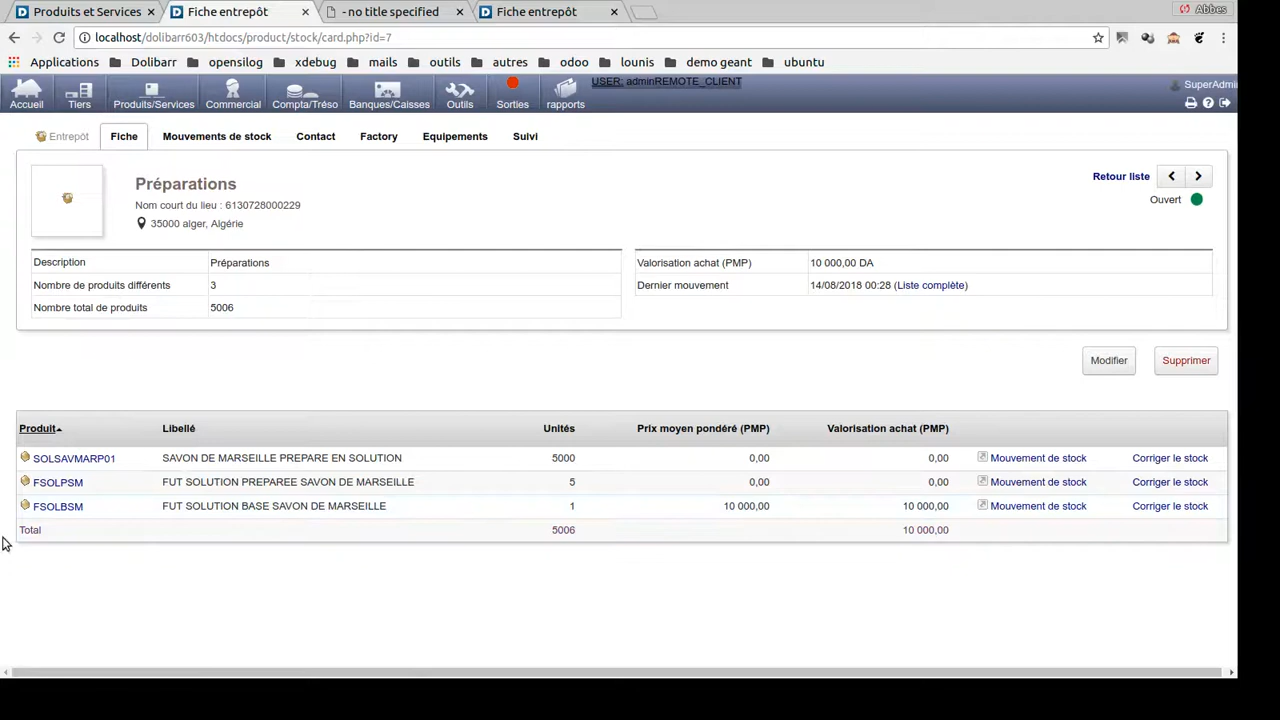 Produits et Services
Fiche entrepôt
- no title specified
Fiche entrepôt
Abbes
localhost/dolibarr603/htdocs/product/stock/card.php?id=7
Applications Dolibarr opensilog xdebug mails outils autres odoo lounis demo geant ubuntu
USER: adminREMOTE_CLIENT
SuperAdmi
Accueil Tiers Produits/Services Commercial Compta/Tréso Banques/Caisses Outils Sorties rapports
Entrepôt Fiche Mouvements de stock Contact Factory Equipements Suivi
Préparations
Nom court du lieu : 6130728000229
35000 alger, Algérie
Retour liste
Ouvert
Description Préparations
Nombre de produits différents 3
Nombre total de produits 5006
Valorisation achat (PMP) 10 000,00 DA
Dernier mouvement 14/08/2018 00:28 (Liste complète)
Modifier Supprimer
Produit Libellé Unités Prix moyen pondéré (PMP) Valorisation achat (PMP)
SOLSAVMARP01 SAVON DE MARSEILLE PREPARE EN SOLUTION 5000 0,00 0,00 Mouvement de stock Corriger le stock
FSOLPSM FUT SOLUTION PREPAREE SAVON DE MARSEILLE 5 0,00 0,00 Mouvement de stock Corriger le stock
FSOLBSM FUT SOLUTION BASE SAVON DE MARSEILLE 1 10 000,00 10 000,00 Mouvement de stock Corriger le stock
Total 5006 10 000,00